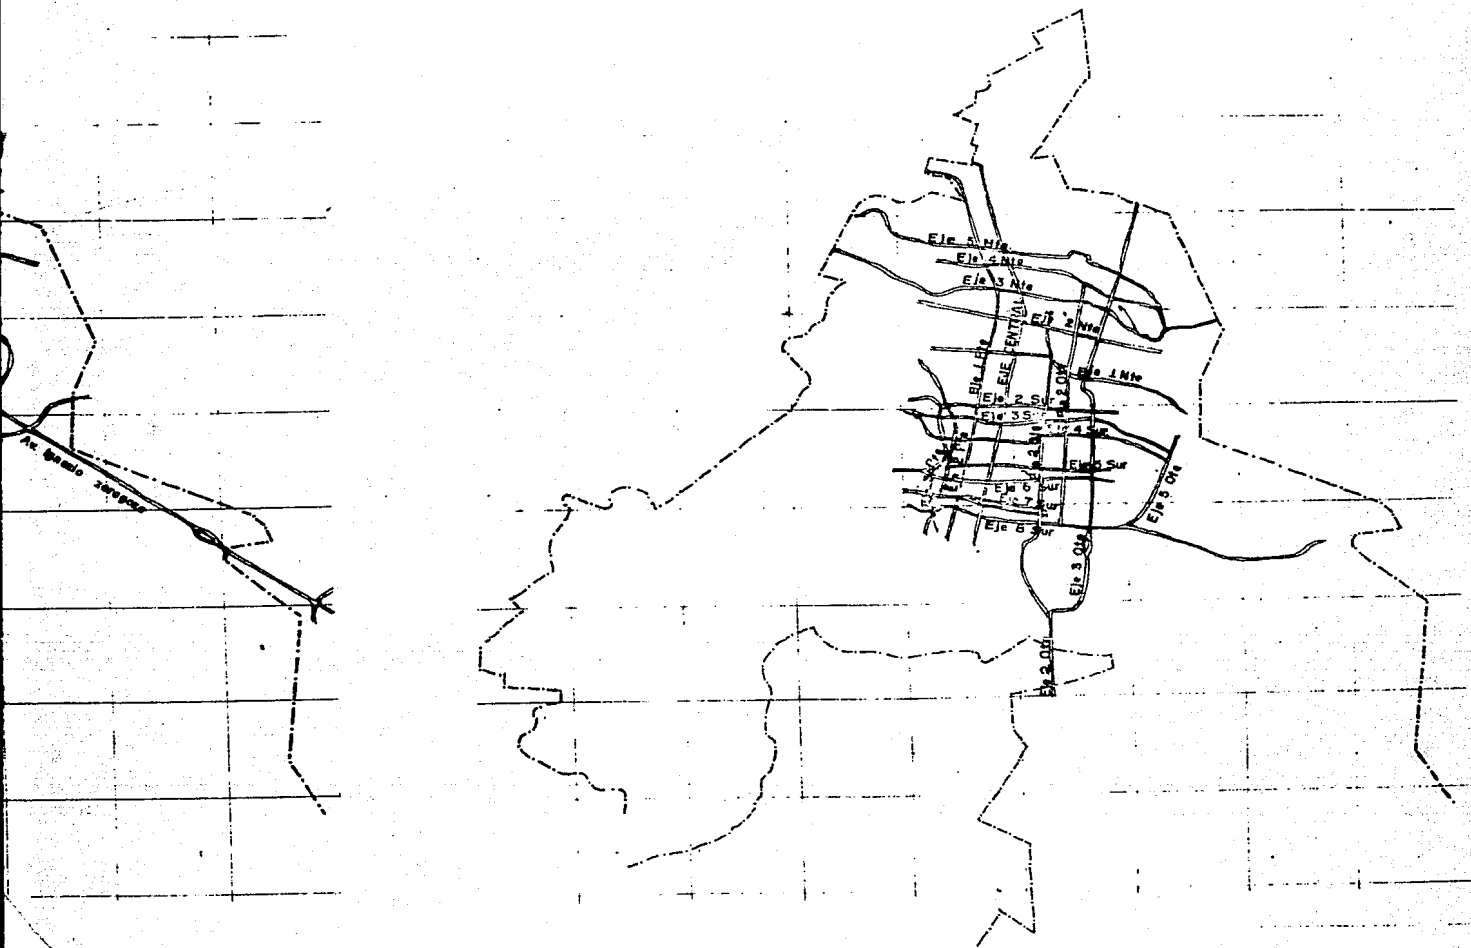 Av. Ignacio Zaragoza
Eje 5 Nte
Eje 4 Nte
Eje 3 Nte
Eje 2 Nte
EJE CENTRAL
Eje 1 Pte
Eje 1 Nte
Eje 2 Ote
Eje 2 Sur
Eje 3 S
4 Sur
Eje 5 Sur
Eje 6 Sur
7 Sur
Eje 8 Sur
Eje 5 Ote
Eje 3 Ote
Eje 2 Ote